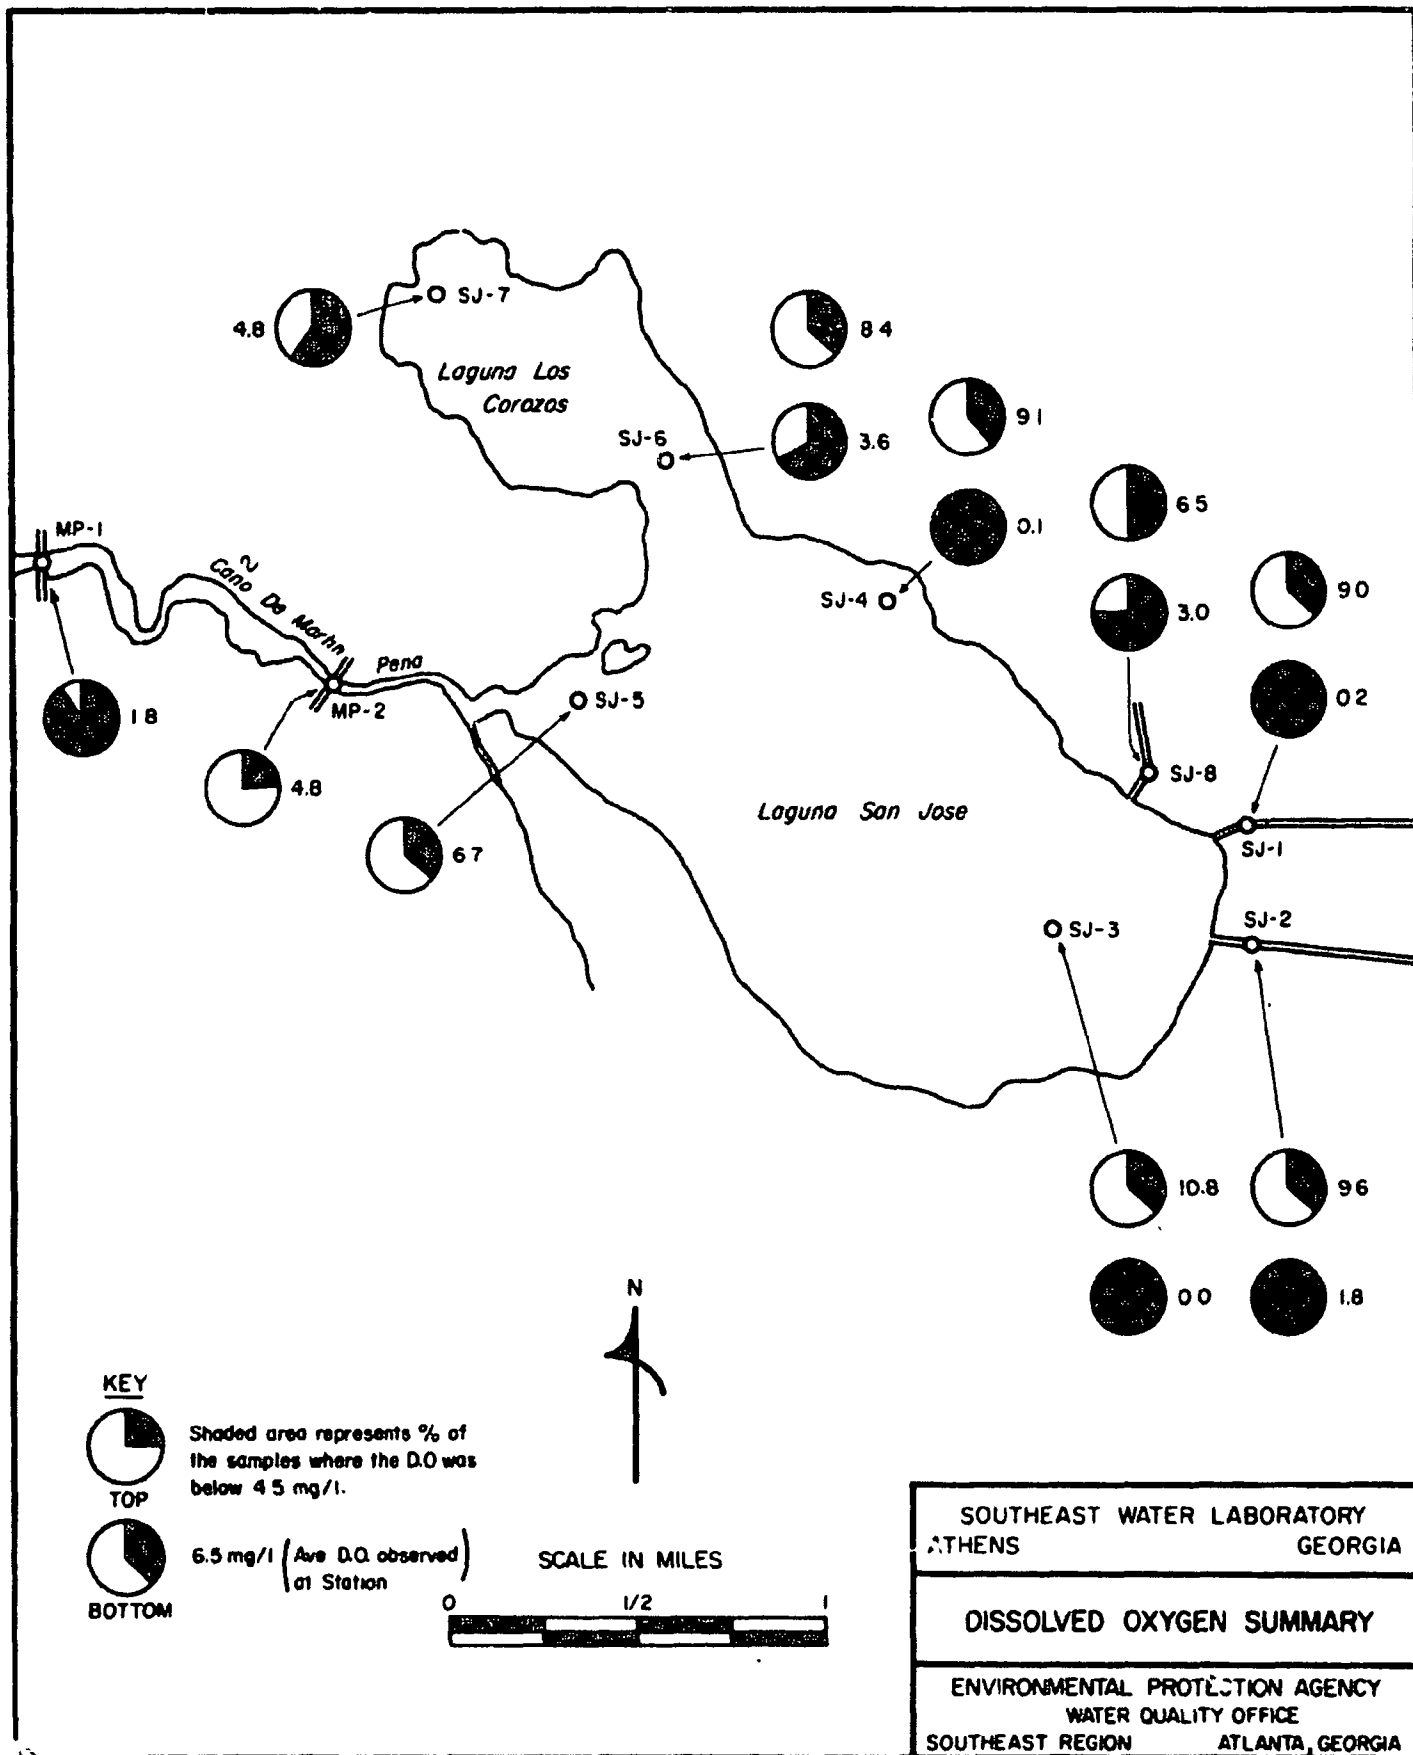 SJ-7
4.8
8 4
Laguna Los
Corozos
9 1
SJ-6
3.6
6 5
MP-1
0.1
Cano De Martin
9 0
SJ-4
3.0
Pena
SJ-5
0 2
MP-2
1 8
SJ-8
4.8
Laguna San Jose
6 7
SJ-1
SJ-2
SJ-3
10.8
9 6
N
0 0
1.8
KEY
Shaded area represents % of
the samples where the D.O was
below 4 5 mg/l.
TOP
6.5 mg/l (Ave D.O. observed
at Station)
BOTTOM
SCALE IN MILES
0 1/2 1
SOUTHEAST WATER LABORATORY
ATHENS GEORGIA
DISSOLVED OXYGEN SUMMARY
ENVIRONMENTAL PROTECTION AGENCY
WATER QUALITY OFFICE
SOUTHEAST REGION ATLANTA, GEORGIA